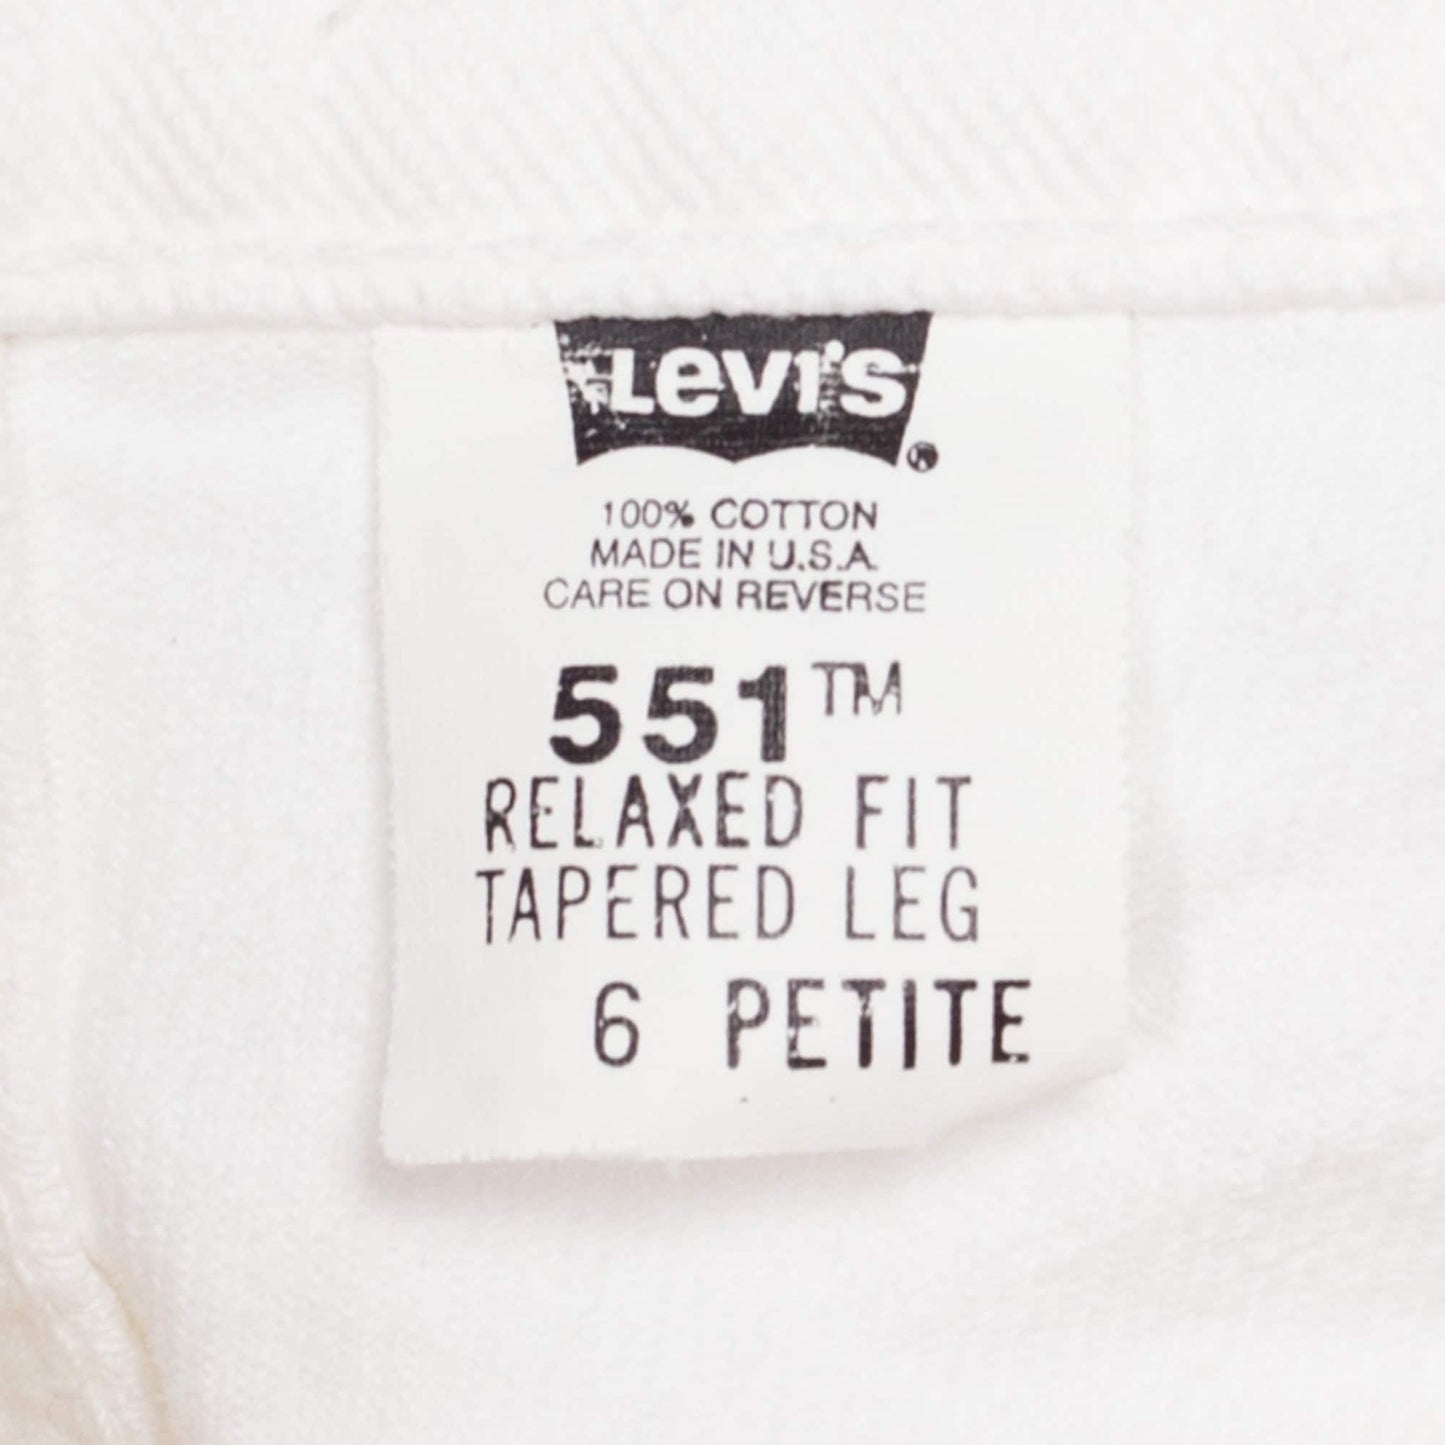 Levi's
®
100% COTTON
MADE IN U.S.A.
CARE ON REVERSE
551™
RELAXED FIT
TAPERED LEG
6 PETITE